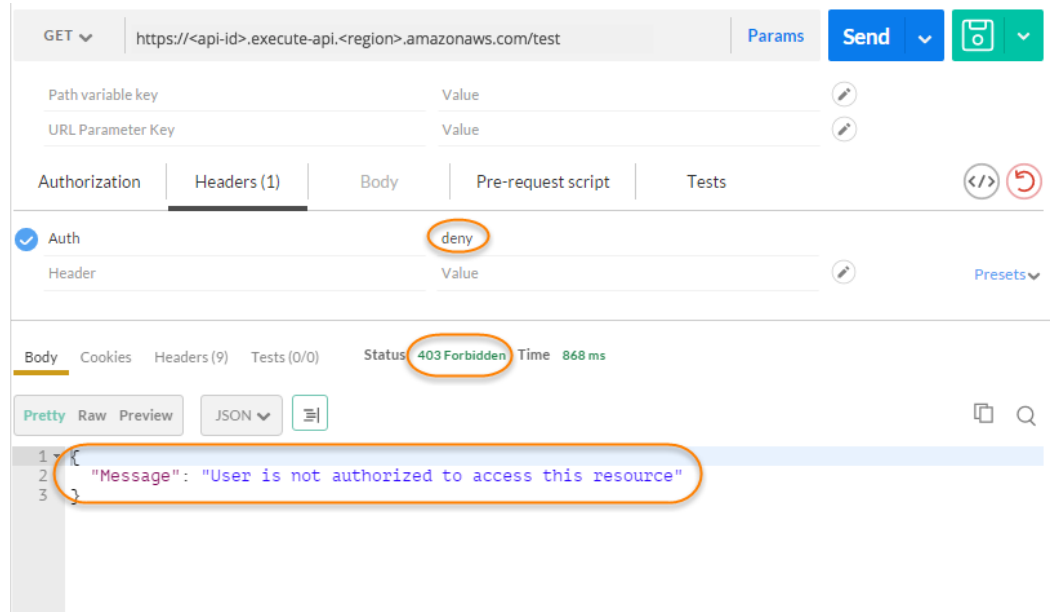 GET https://<api-id>.execute-api.<region>.amazonaws.com/test Params Send
Path variable key Value
URL Parameter Key Value
Authorization Headers (1) Body Pre-request script Tests </>
Auth deny
Header Value Presets
Body Cookies Headers (9) Tests (0/0) Status 403 Forbidden Time 868 ms
Pretty Raw Preview JSON
1 {
2 "Message": "User is not authorized to access this resource"
3 }